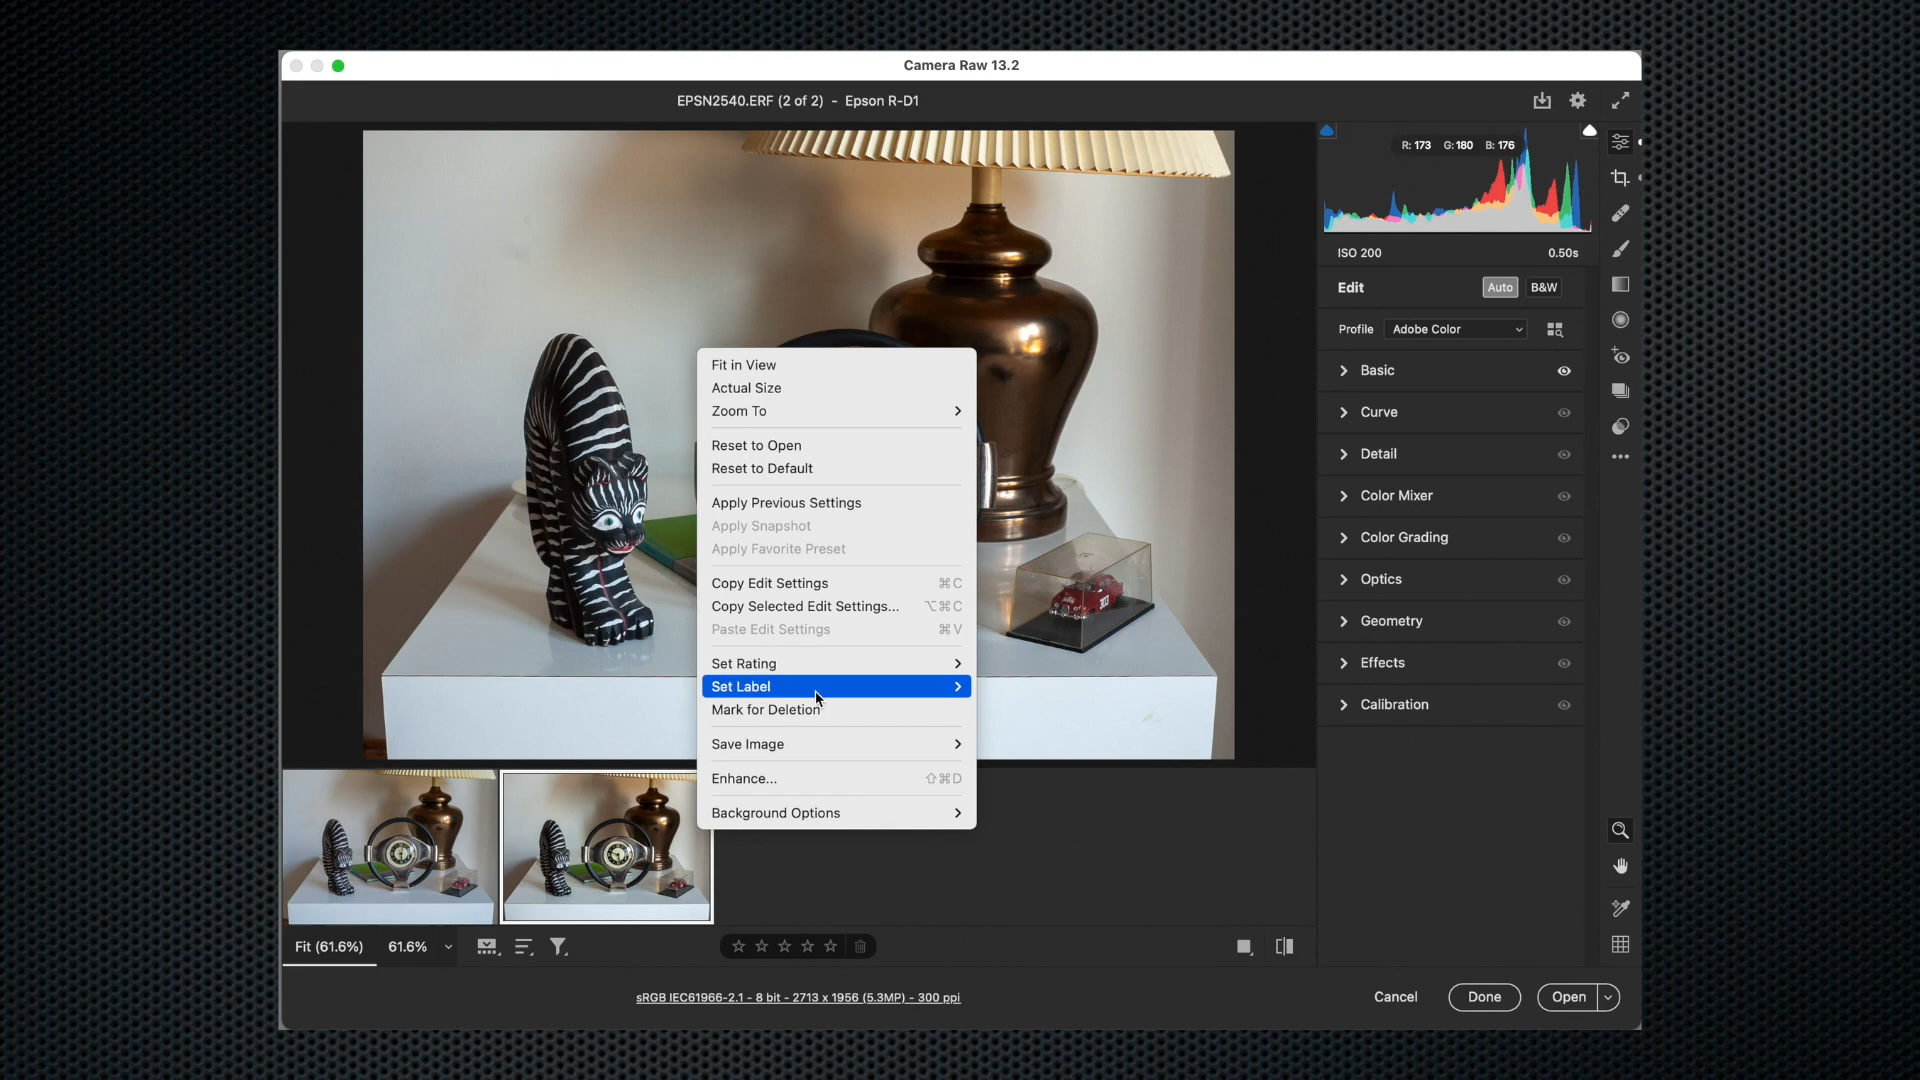 Camera Raw 13.2
EPSN2540.ERF (2 of 2) - Epson R-D1
R: 173 G: 180 B: 176
ISO 200 0.50s
Edit Auto B&W
Profile Adobe Color
Basic
Curve
Detail
Color Mixer
Color Grading
Optics
Geometry
Effects
Calibration
Fit in View
Actual Size
Zoom To
Reset to Open
Reset to Default
Apply Previous Settings
Apply Snapshot
Apply Favorite Preset
Copy Edit Settings ⌘C
Copy Selected Edit Settings... ⌥⌘C
Paste Edit Settings ⌘V
Set Rating
Set Label
Mark for Deletion
Save Image
Enhance... ⇧⌘D
Background Options
303
Fit (61.6%) 61.6%
sRGB IEC61966-2.1 - 8 bit - 2713 x 1956 (5.3MP) - 300 ppi
Cancel Done Open